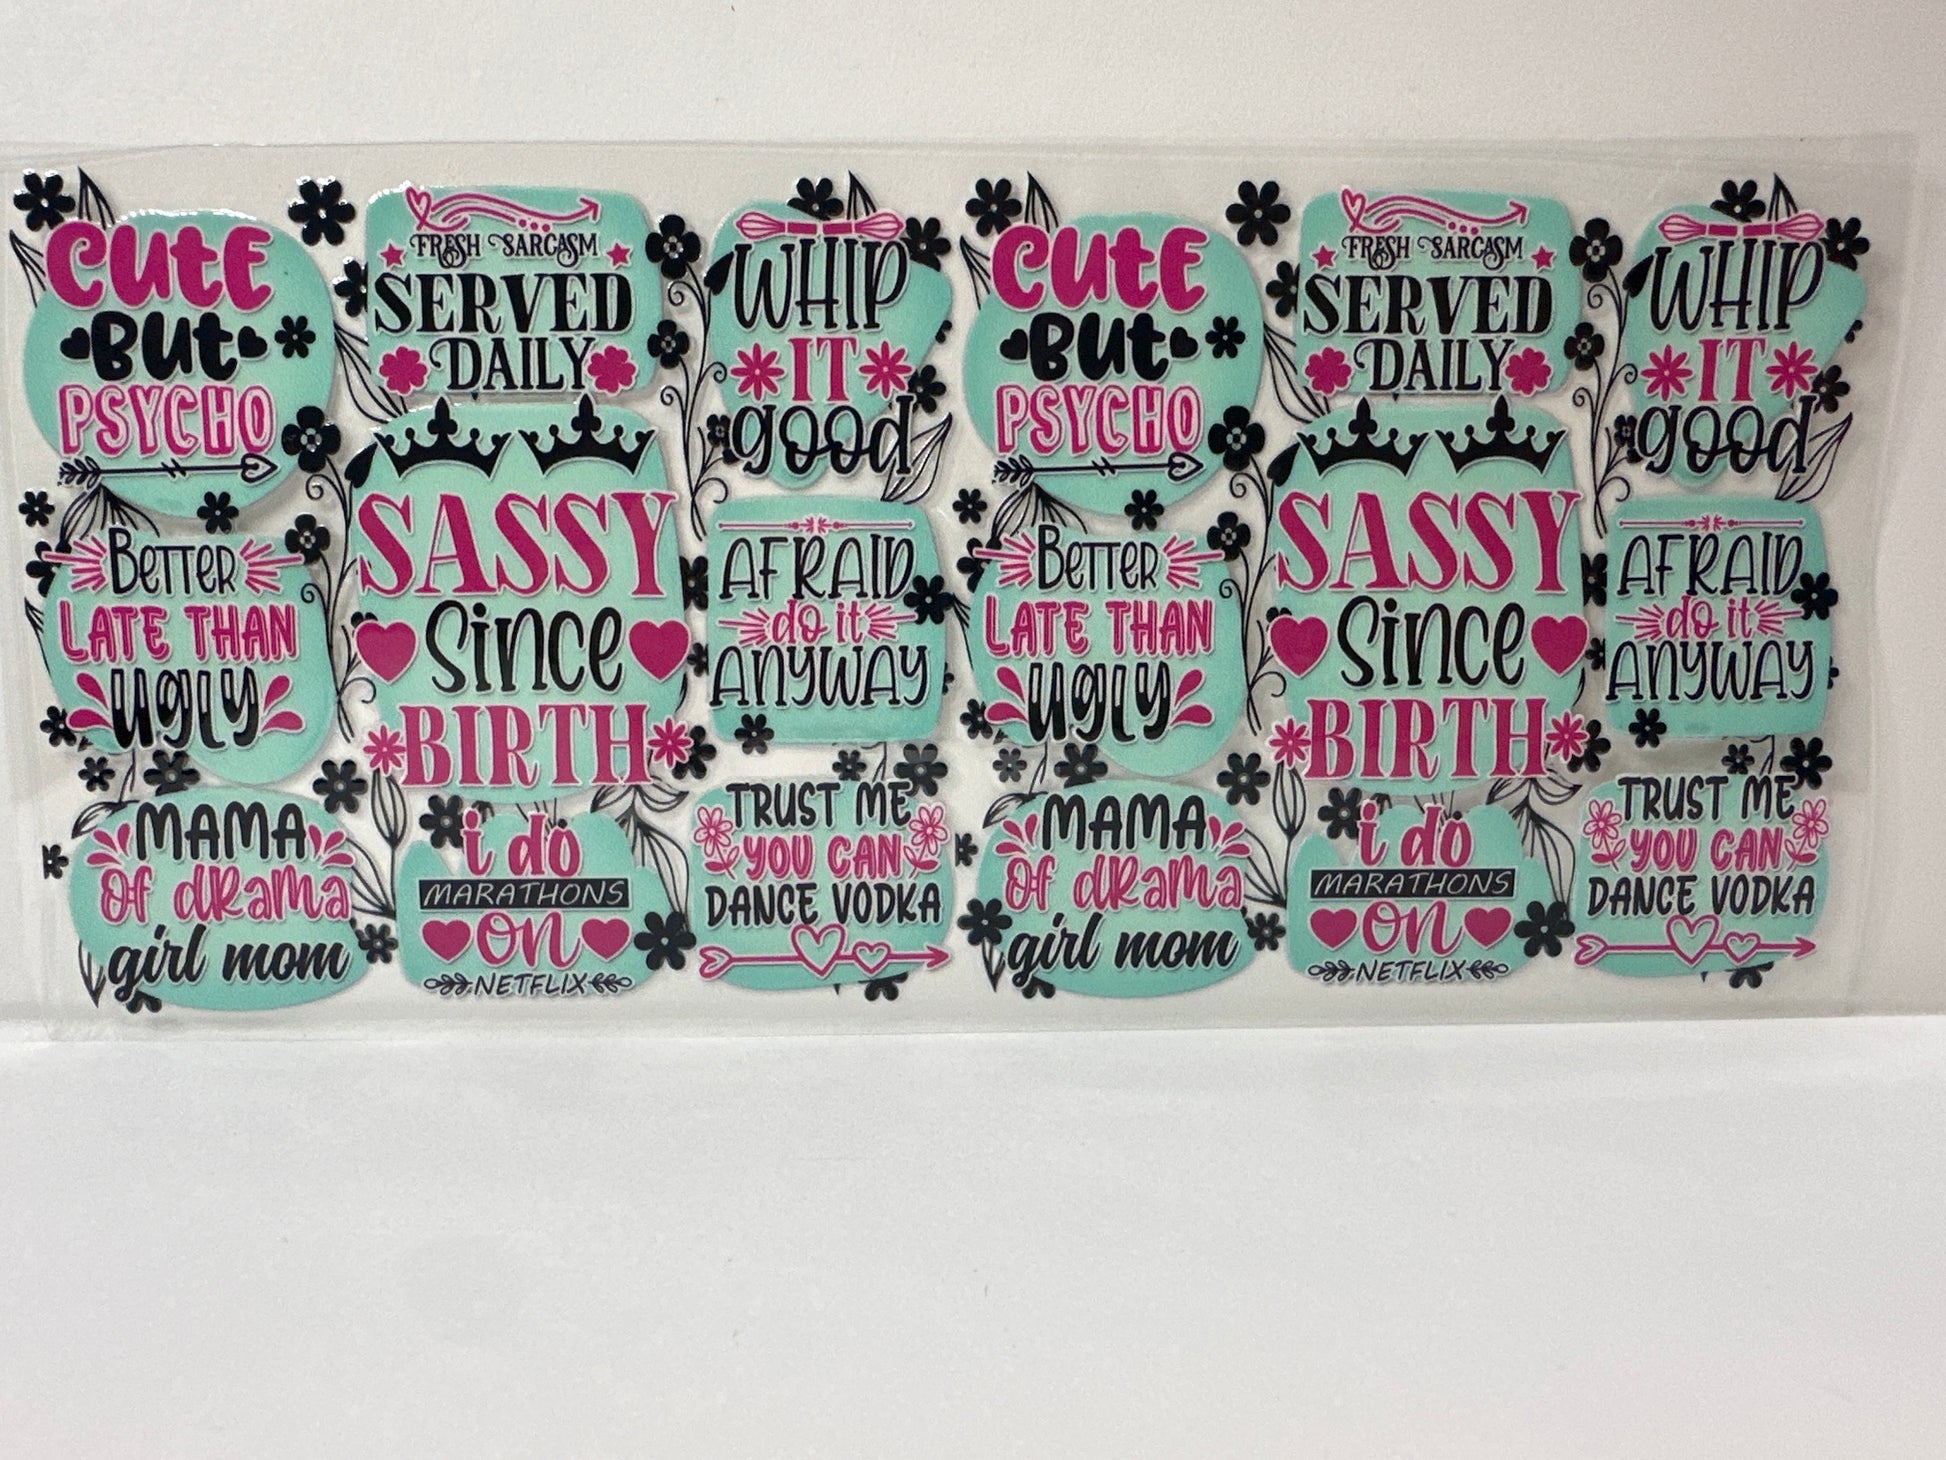 CUtE
BUt
PSYCHO
FRESH SARCASM
SERVED
DAILY
WHIP
IT
good
SASSY
Since
BIRTH
Better
LATE THAN
Ugly
AFRAID
do it
ANYWAY
MAMA
Of dRama
girl mom
i do
MARATHONS
on
NETFLIX
TRUST ME
YOU CAN
DANCE VODKA
CUtE
BUt
PSYCHO
FRESH SARCASM
SERVED
DAILY
WHIP
IT
good
SASSY
Since
BIRTH
Better
LATE THAN
Ugly
AFRAID
do it
ANYWAY
MAMA
Of dRama
girl mom
i do
MARATHONS
on
NETFLIX
TRUST ME
YOU CAN
DANCE VODKA